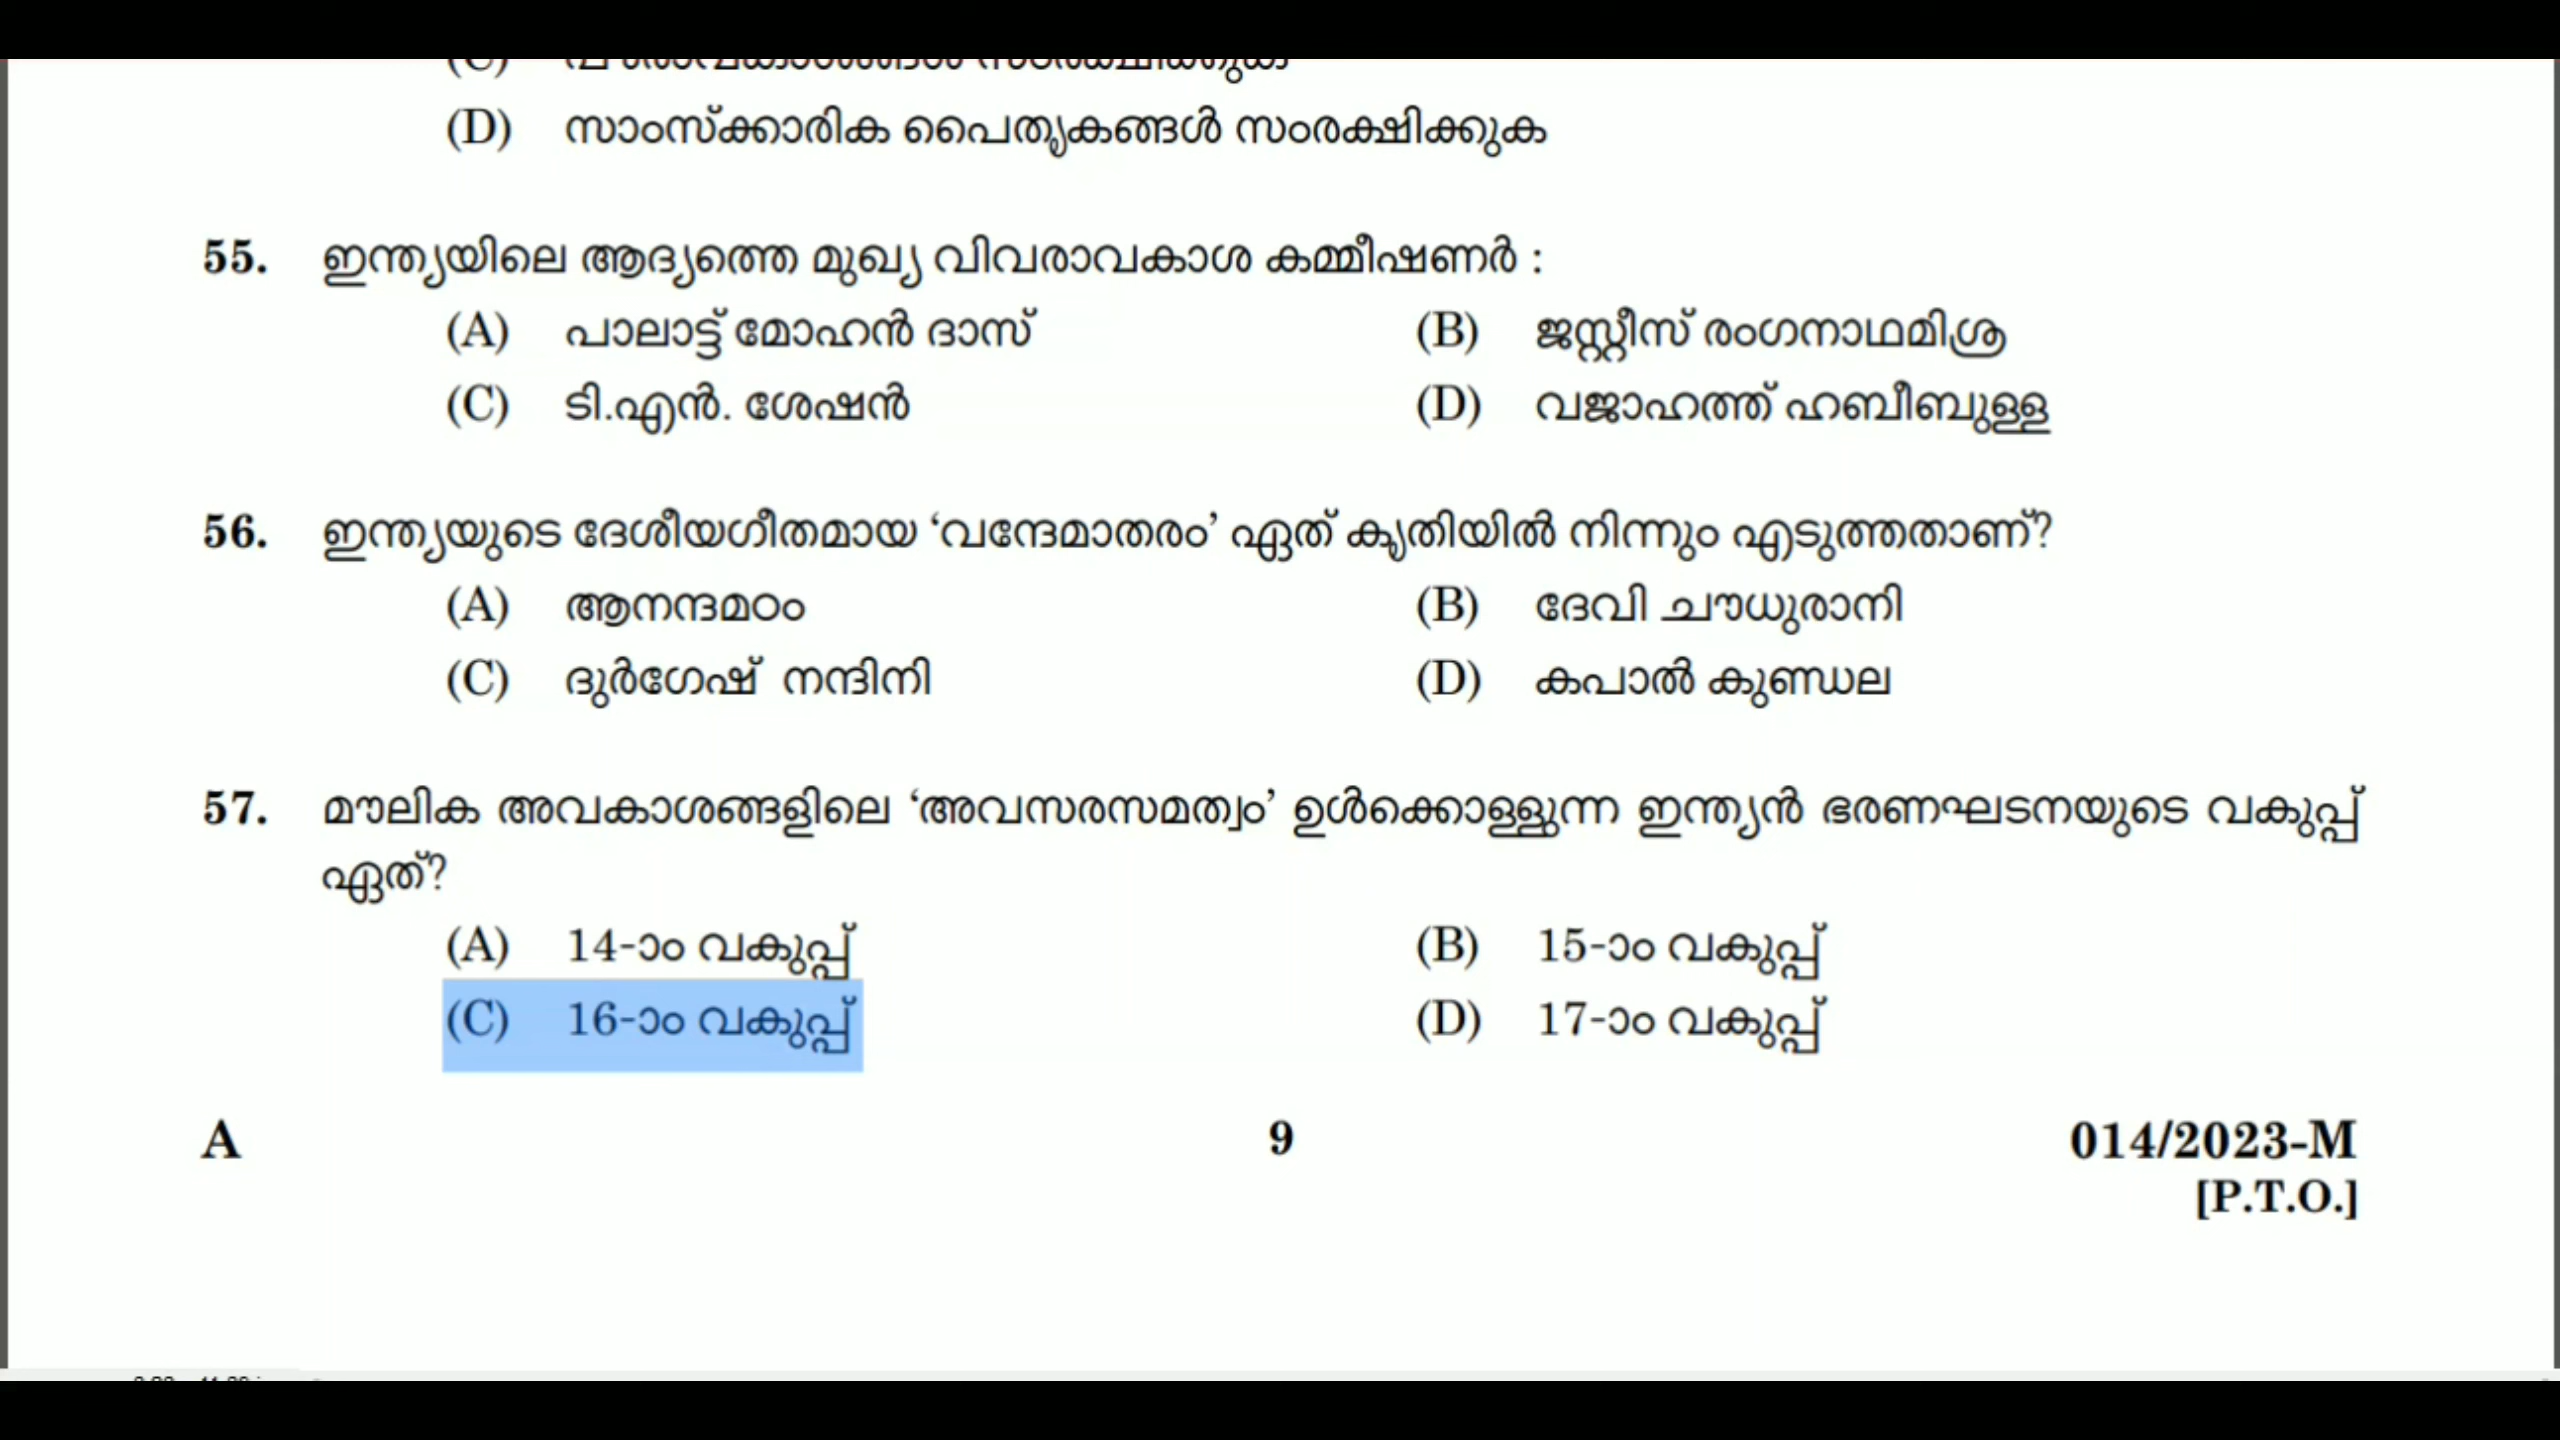 (D) സാംസ്ക്കാരിക പൈതൃകങ്ങൾ സംരക്ഷിക്കുക
55. ഇന്ത്യയിലെ ആദ്യത്തെ മുഖ്യ വിവരാവകാശ കമ്മീഷണർ :
(A) പാലാട്ട് മോഹൻ ദാസ് (B) ജസ്റ്റീസ് രംഗനാഥമിശ്ര
(C) ടി.എൻ. ശേഷൻ (D) വജാഹത്ത് ഹബീബുള്ള
56. ഇന്ത്യയുടെ ദേശീയഗീതമായ ‘വന്ദേമാതരം’ ഏത് കൃതിയിൽ നിന്നും എടുത്തതാണ്?
(A) ആനന്ദമഠം (B) ദേവി ചൗധുരാനി
(C) ദുർഗേഷ് നന്ദിനി (D) കപാൽ കുണ്ഡല
57. മൗലിക അവകാശങ്ങളിലെ ‘അവസരസമത്വം’ ഉൾക്കൊള്ളുന്ന ഇന്ത്യൻ ഭരണഘടനയുടെ വകുപ്പ്
ഏത്?
(A) 14-ാം വകുപ്പ് (B) 15-ാം വകുപ്പ്
(C) 16-ാം വകുപ്പ് (D) 17-ാം വകുപ്പ്
A 9 014/2023-M
[P.T.O.]